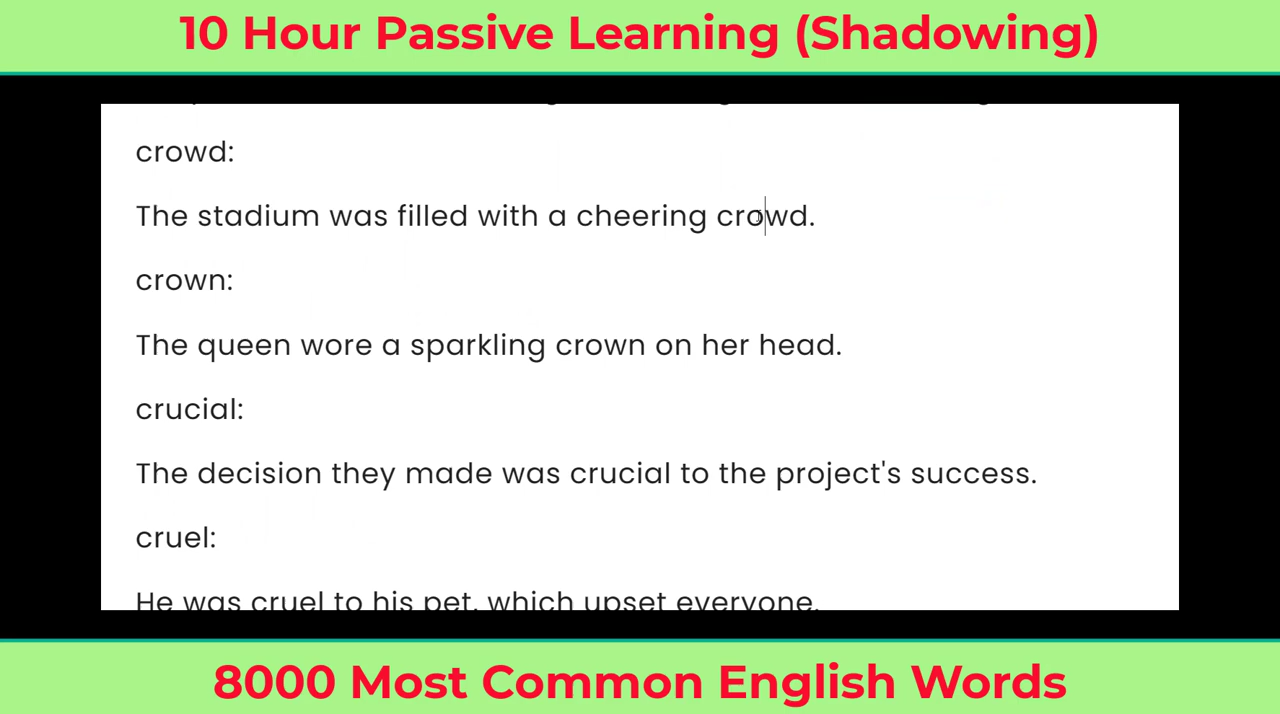 10 Hour Passive Learning (Shadowing)
crowd:
The stadium was filled with a cheering crowd.
crown:
The queen wore a sparkling crown on her head.
crucial:
The decision they made was crucial to the project's success.
cruel:
He was cruel to his pet, which upset everyone.
8000 Most Common English Words